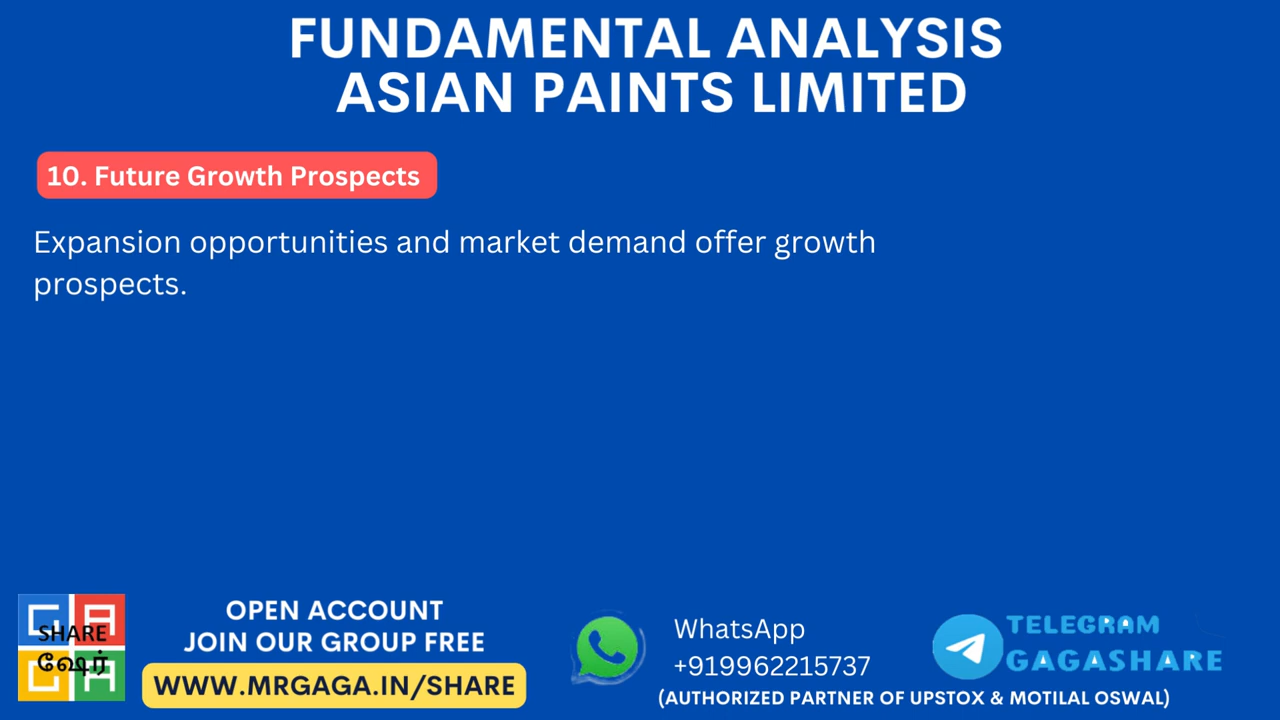 FUNDAMENTAL ANALYSIS
ASIAN PAINTS LIMITED
10. Future Growth Prospects
Expansion opportunities and market demand offer growth
prospects.
GA
SHARE
ஷேர்
GA
OPEN ACCOUNT
JOIN OUR GROUP FREE
WWW.MRGAGA.IN/SHARE
WhatsApp
+919962215737
TELEGRAM
GAGASHARE
(AUTHORIZED PARTNER OF UPSTOX & MOTILAL OSWAL)